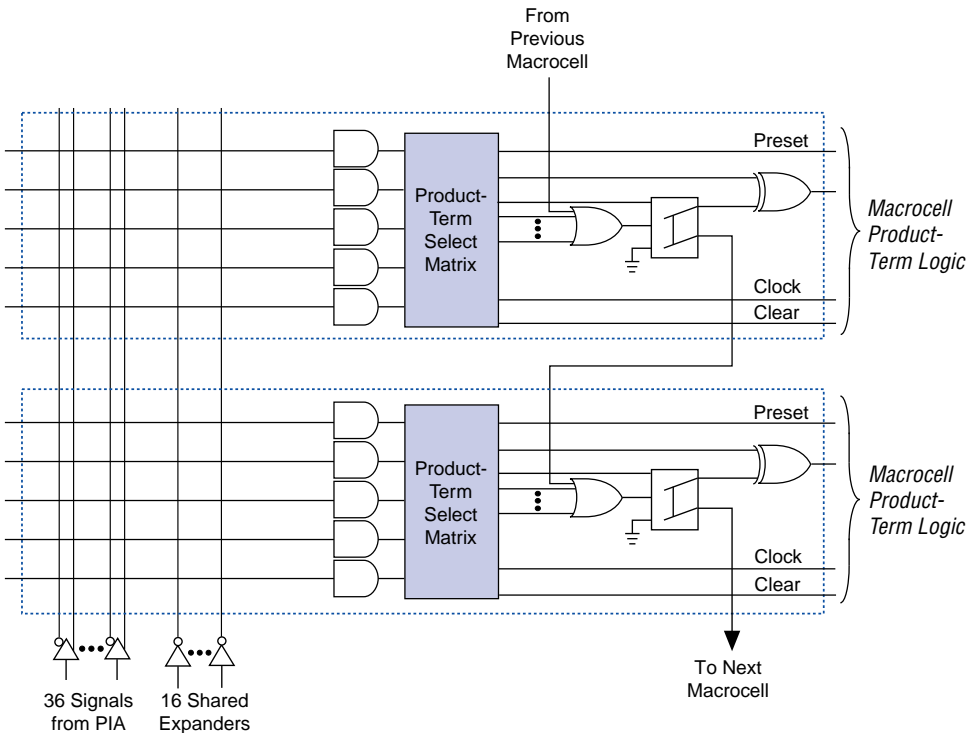 From
Previous
Macrocell
Preset
Product-
Term
Select
Matrix
Macrocell
Product-
Term Logic
Clock
Clear
Preset
Product-
Term
Select
Matrix
Macrocell
Product-
Term Logic
Clock
Clear
36 Signals
from PIA
16 Shared
Expanders
To Next
Macrocell